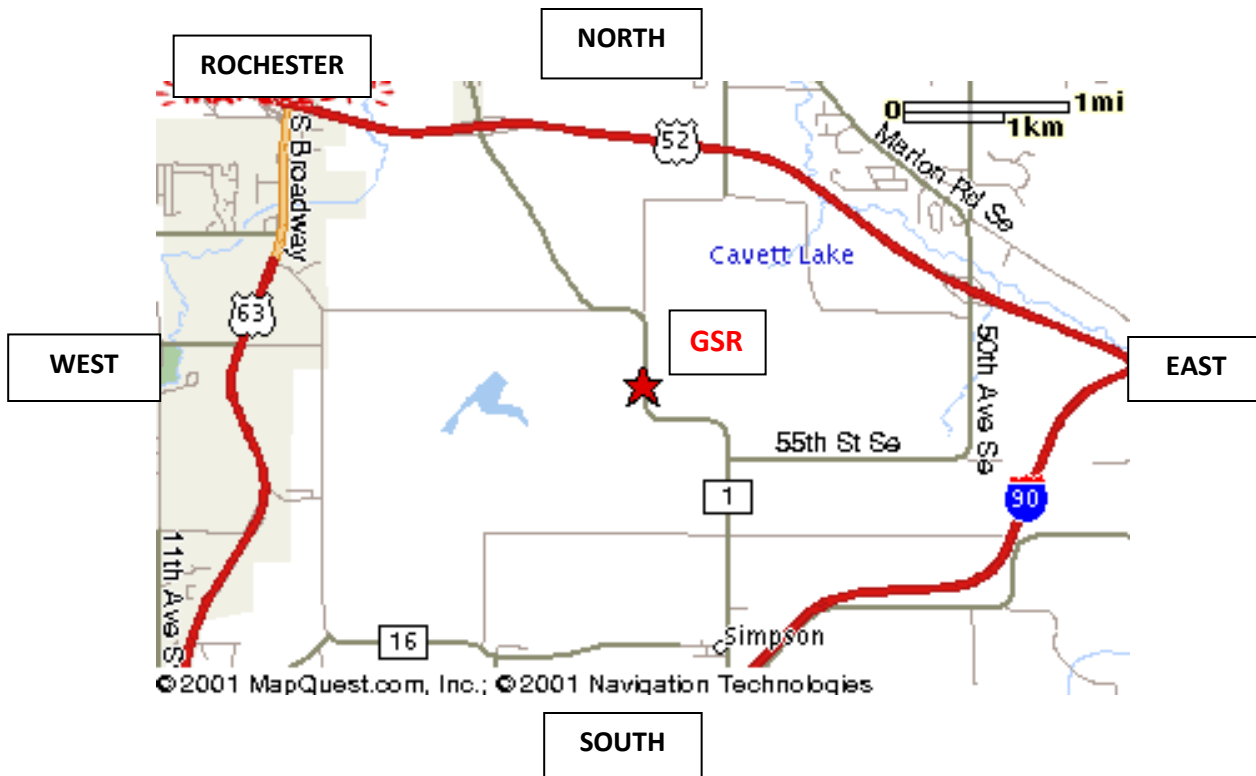 NORTH
ROCHESTER
0 1mi
1km
S Broadway
52
Marion Rd Se
Cavett Lake
63
GSR
WEST
EAST
50th Ave Se
55th St Se
1
90
11th Ave S
16
Simpson
©2001 MapQuest.com, Inc.; ©2001 Navigation Technologies
SOUTH